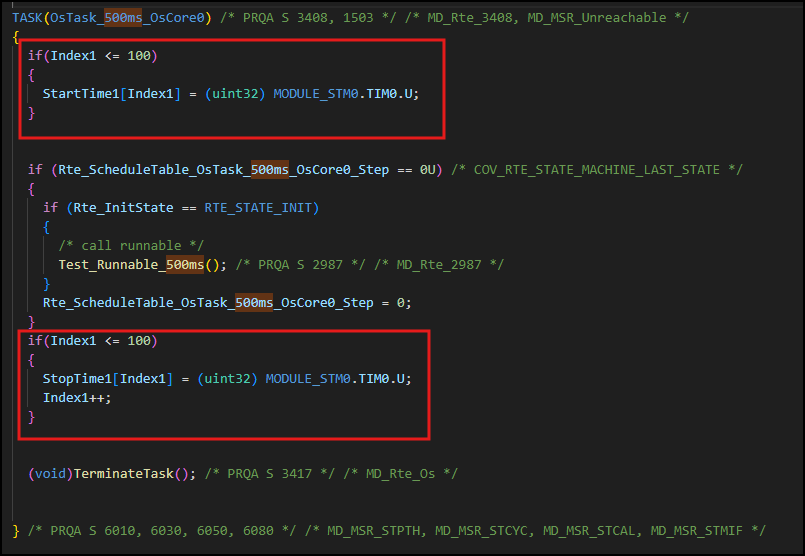 TASK(OsTask_500ms_OsCore0) /* PRQA S 3408, 1503 */ /* MD_Rte_3408, MD_MSR_Unreachable */
{
if(Index1 <= 100)
{
StartTime1[Index1] = (uint32) MODULE_STM0.TIM0.U;
}
if (Rte_ScheduleTable_OsTask_500ms_OsCore0_Step == 0U) /* COV_RTE_STATE_MACHINE_LAST_STATE */
{
if (Rte_InitState == RTE_STATE_INIT)
{
/* call runnable */
Test_Runnable_500ms(); /* PRQA S 2987 */ /* MD_Rte_2987 */
}
Rte_ScheduleTable_OsTask_500ms_OsCore0_Step = 0;
}
if(Index1 <= 100)
{
StopTime1[Index1] = (uint32) MODULE_STM0.TIM0.U;
Index1++;
}
(void)TerminateTask(); /* PRQA S 3417 */ /* MD_Rte_Os */
} /* PRQA S 6010, 6030, 6050, 6080 */ /* MD_MSR_STPTH, MD_MSR_STCYC, MD_MSR_STCAL, MD_MSR_STMIF */